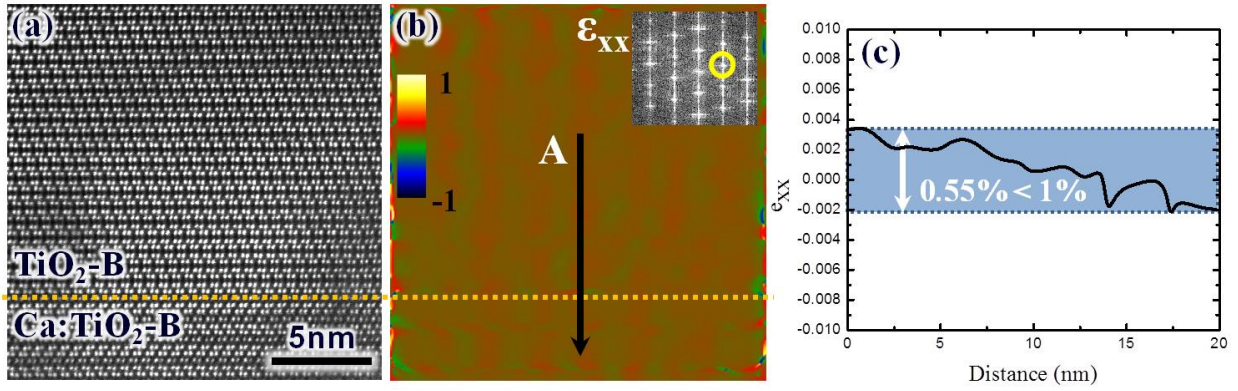 (a)
TiO2-B
Ca:TiO2-B
5nm
(b)
εxx
1
-1
A
(c)
0.010
0.008
0.006
0.004
0.002
0.000
-0.002
-0.004
-0.006
-0.008
-0.010
exx
0.55% < 1%
0 5 10 15 20
Distance (nm)